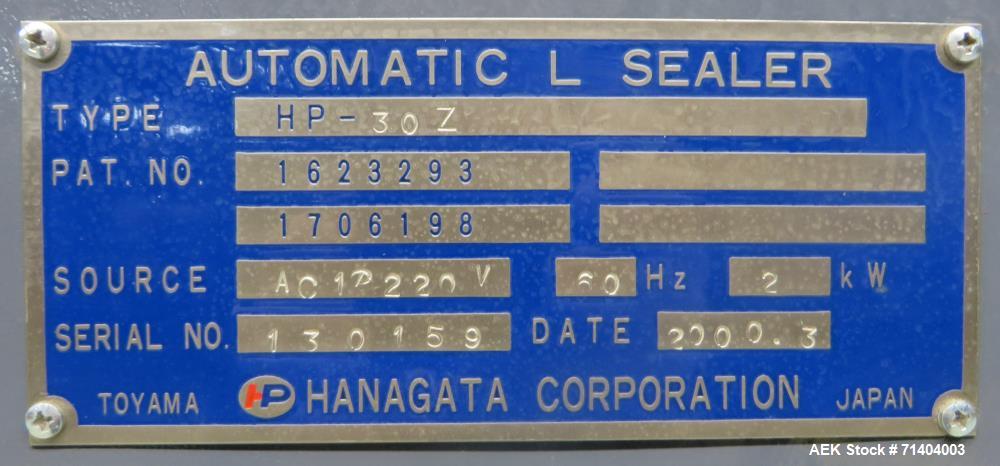 AUTOMATIC L SEALER
TYPE HP-30Z
PAT. NO. 1623293
1706198
SOURCE AC1P220V 60 Hz 2 kW
SERIAL NO. 130159 DATE 2000.3
TOYAMA HP HANAGATA CORPORATION JAPAN
AEK Stock # 71404003